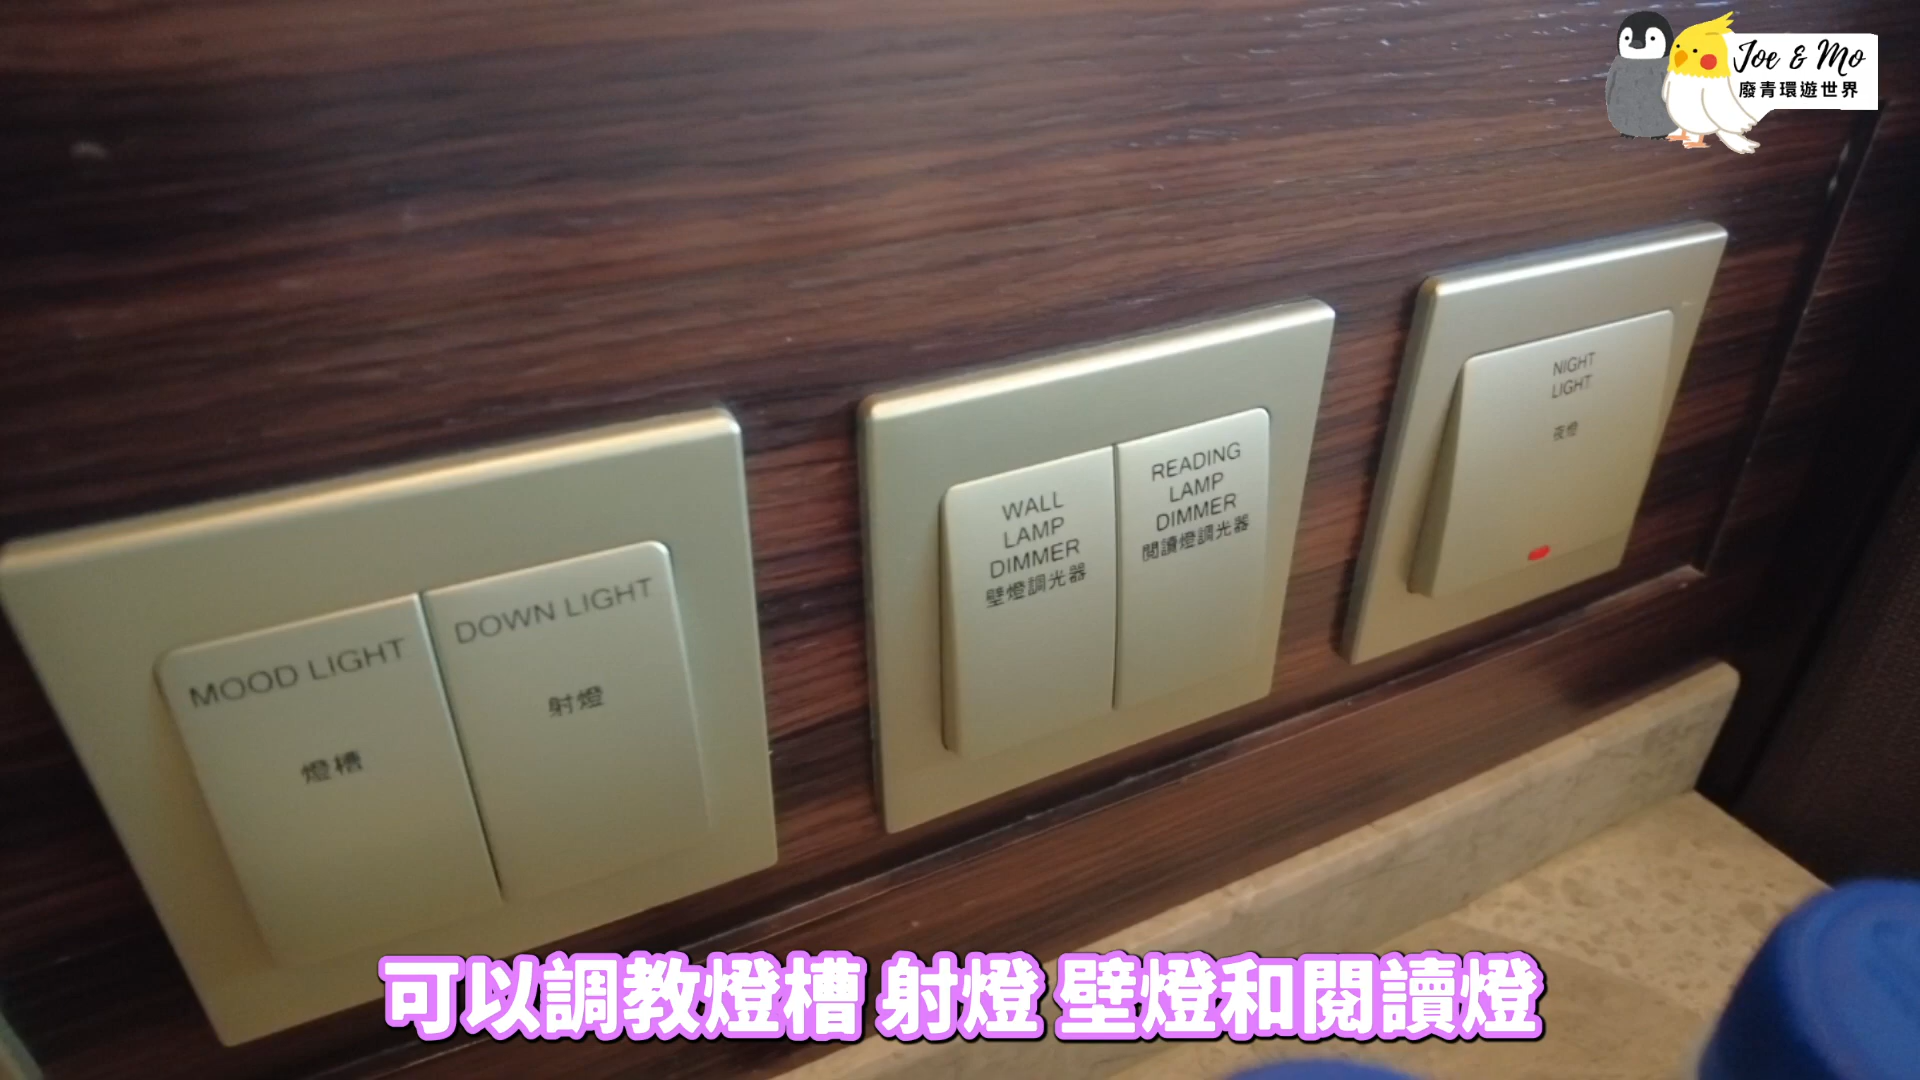 Joe & Mo
廢青環遊世界
MOOD LIGHT
燈槽
DOWN LIGHT
射燈
WALL
LAMP
DIMMER
壁燈調光器
READING
LAMP
DIMMER
閱讀燈調光器
NIGHT
LIGHT
夜燈
可以調教燈槽 射燈 壁燈和閱讀燈